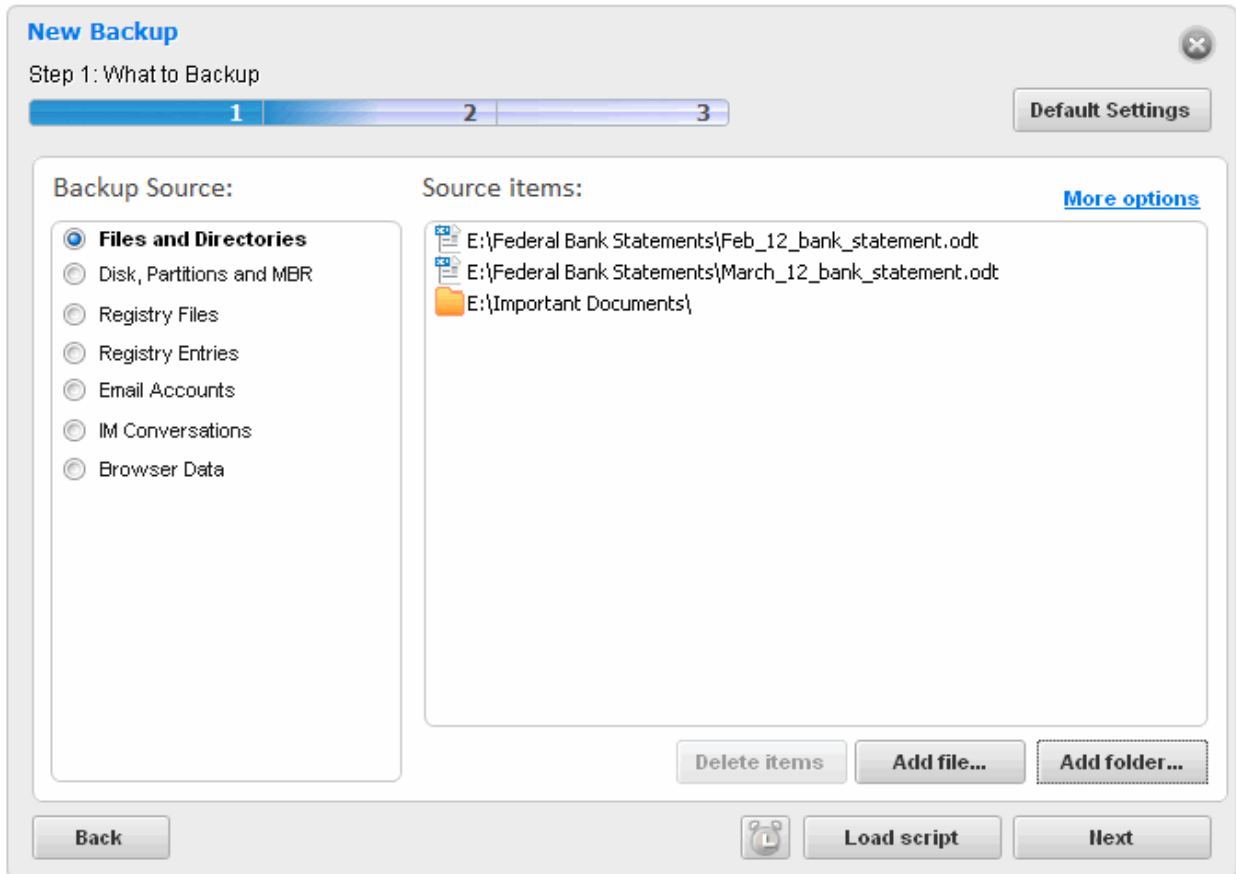 New Backup
Step 1: What to Backup
1 2 3
Default Settings
Backup Source:
Files and Directories
Disk, Partitions and MBR
Registry Files
Registry Entries
Email Accounts
IM Conversations
Browser Data
Source items:
More options
E:\Federal Bank Statements\Feb_12_bank_statement.odt
E:\Federal Bank Statements\March_12_bank_statement.odt
E:\Important Documents\
Delete items
Add file...
Add folder...
Back
Load script
Next